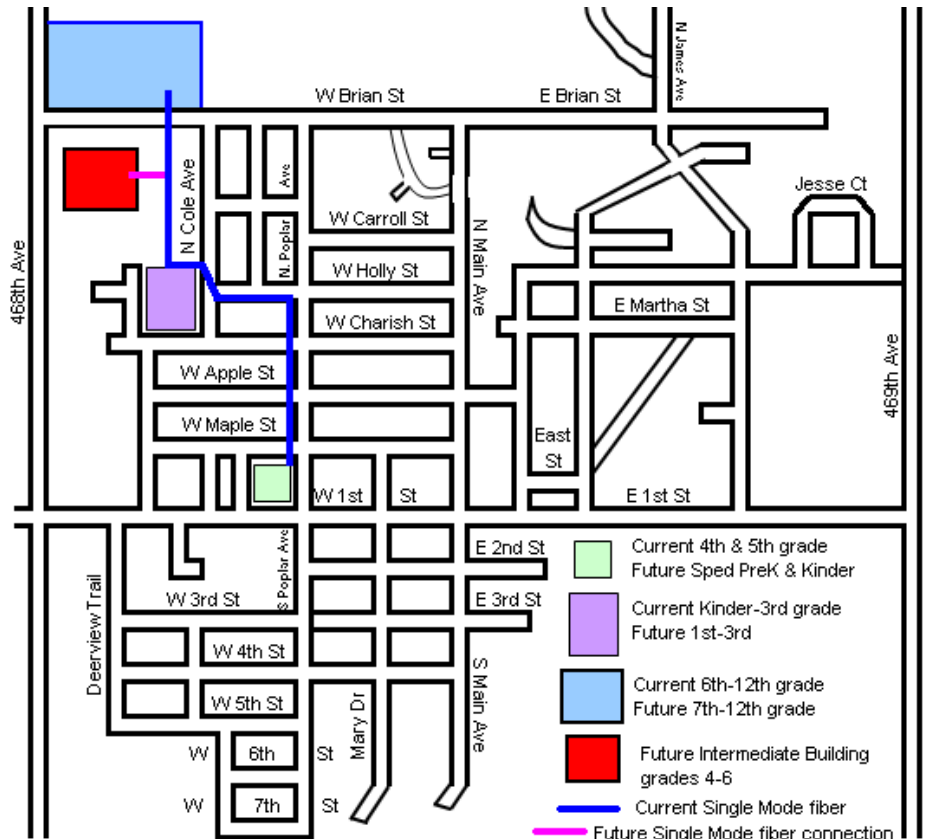 W Brian St
E Brian St
N James Ave
N Cole Ave
Ave
N. Poplar
W Carroll St
Jesse Ct
N Main Ave
468th Ave
W Holly St
E Martha St
W Charish St
W Apple St
469th Ave
W Maple St
East
St
W 1st
St
E 1st St
S Poplar Ave
E 2nd St
W 3rd St
E 3rd St
Deerview Trail
W 4th St
W 5th St
Mary Dr
S Main Ave
W
6th
St
W
7th
St
Current 4th & 5th grade
Future Sped PreK & Kinder
Current Kinder-3rd grade
Future 1st-3rd
Current 6th-12th grade
Future 7th-12th grade
Future Intermediate Building
grades 4-6
Current Single Mode fiber
Future Single Mode fiber connection